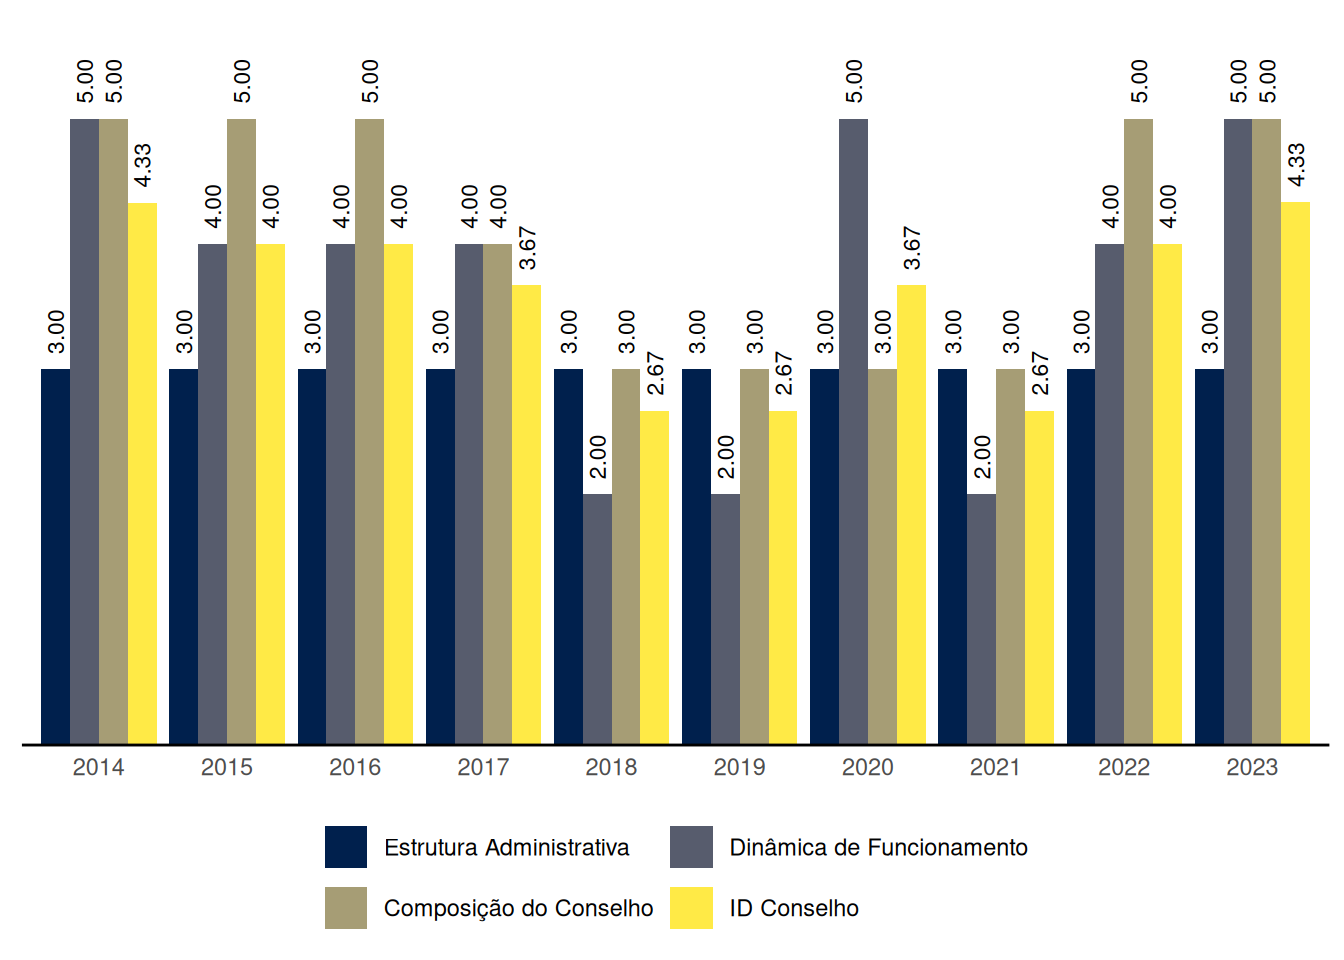 3.00 5.00 5.00 4.33 3.00 4.00 5.00 4.00 3.00 4.00 5.00 4.00 3.00 4.00 4.00 3.67 3.00 2.00 3.00 2.67 3.00 2.00 3.00 2.67 3.00 5.00 3.00 3.67 3.00 2.00 3.00 2.67 3.00 4.00 5.00 4.00 3.00 5.00 5.00 4.33
2014 2015 2016 2017 2018 2019 2020 2021 2022 2023
Estrutura Administrativa Dinâmica de Funcionamento
Composição do Conselho ID Conselho